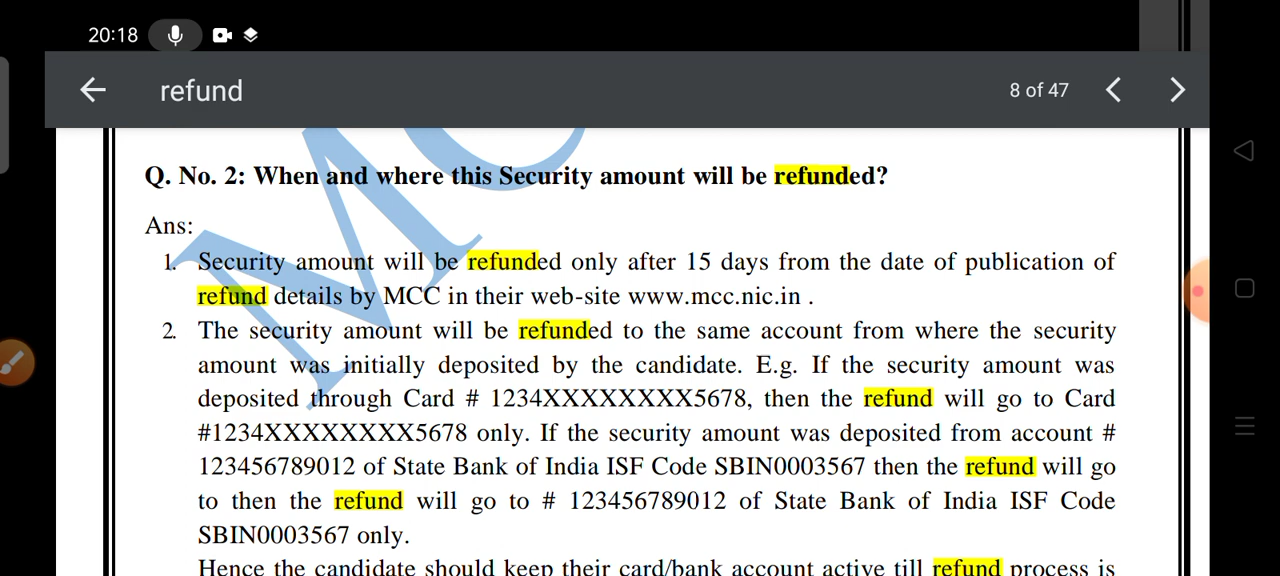 20:18
refund
8 of 47
MC
Q. No. 2: When and where this Security amount will be refunded?
Ans:
1. Security amount will be refunded only after 15 days from the date of publication of
refund details by MCC in their web-site www.mcc.nic.in .
2. The security amount will be refunded to the same account from where the security
amount was initially deposited by the candidate. E.g. If the security amount was
deposited through Card # 1234XXXXXXXX5678, then the refund will go to Card
#1234XXXXXXXX5678 only. If the security amount was deposited from account #
123456789012 of State Bank of India ISF Code SBIN0003567 then the refund will go
to then the refund will go to # 123456789012 of State Bank of India ISF Code
SBIN0003567 only.
Hence the candidate should keep their card/bank account active till refund process is